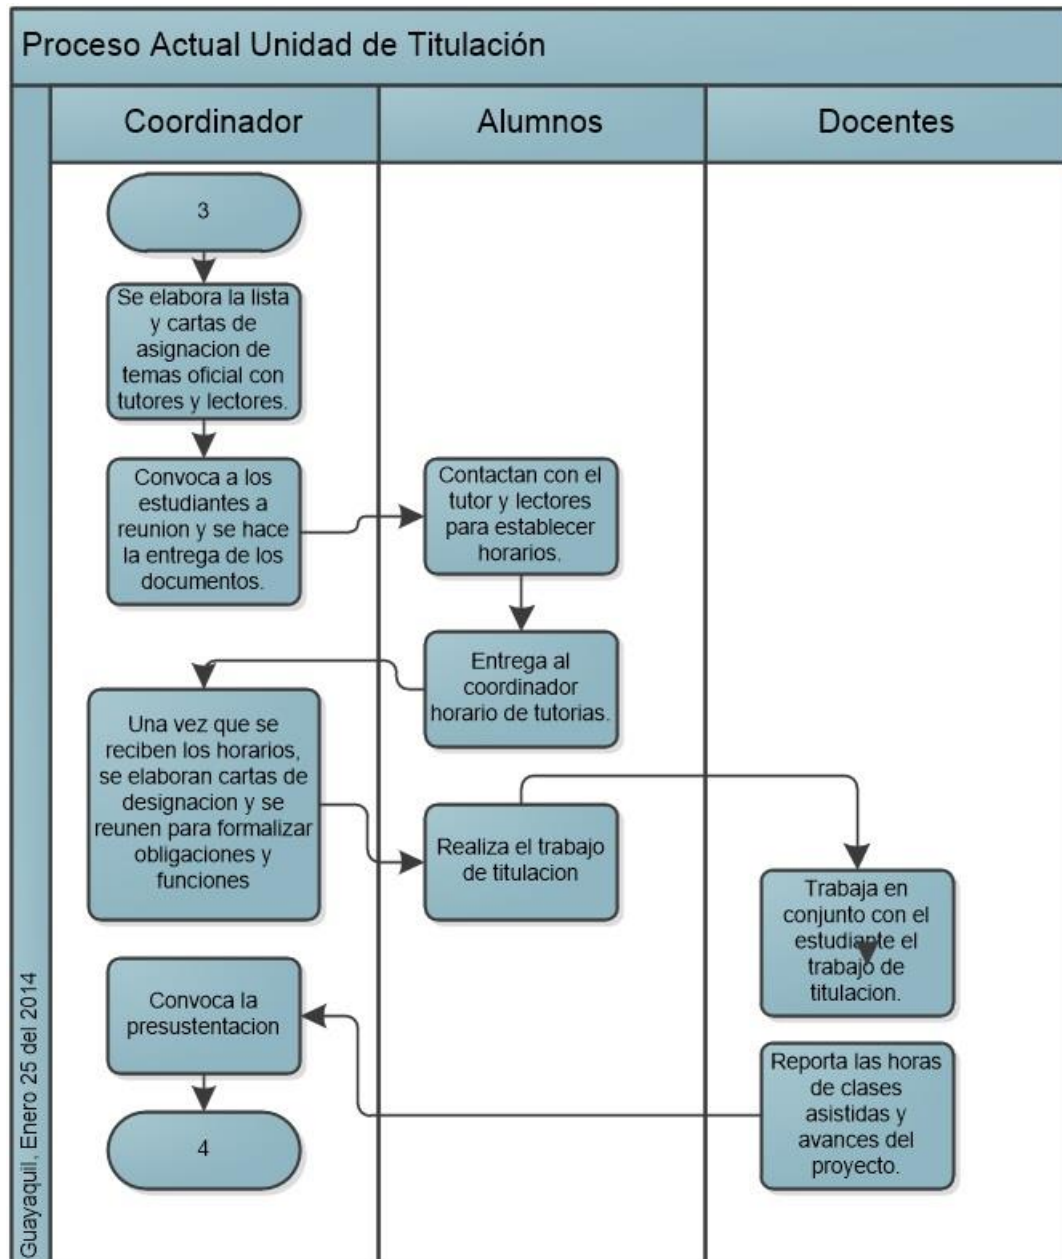 Proceso Actual Unidad de Titulación
Coordinador
Alumnos
Docentes
3
Se elabora la lista
y cartas de
asignacion de
temas oficial con
tutores y lectores.
Convoca a los
estudiantes a
reunion y se hace
la entrega de los
documentos.
Contactan con el
tutor y lectores
para establecer
horarios.
Entrega al
coordinador
horario de tutorias.
Una vez que se
reciben los horarios,
se elaboran cartas de
designacion y se
reunen para formalizar
obligaciones y
funciones
Realiza el trabajo
de titulacion
Trabaja en
conjunto con el
estudiante el
trabajo de
titulacion.
Reporta las horas
de clases
asistidas y
avances del
proyecto.
Convoca la
presustentacion
4
Guayaquil, Enero 25 del 2014